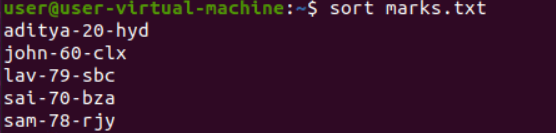 user@user-virtual-machine:~$ sort marks.txt
aditya-20-hyd
john-60-clx
lav-79-sbc
sai-70-bza
sam-78-rjy